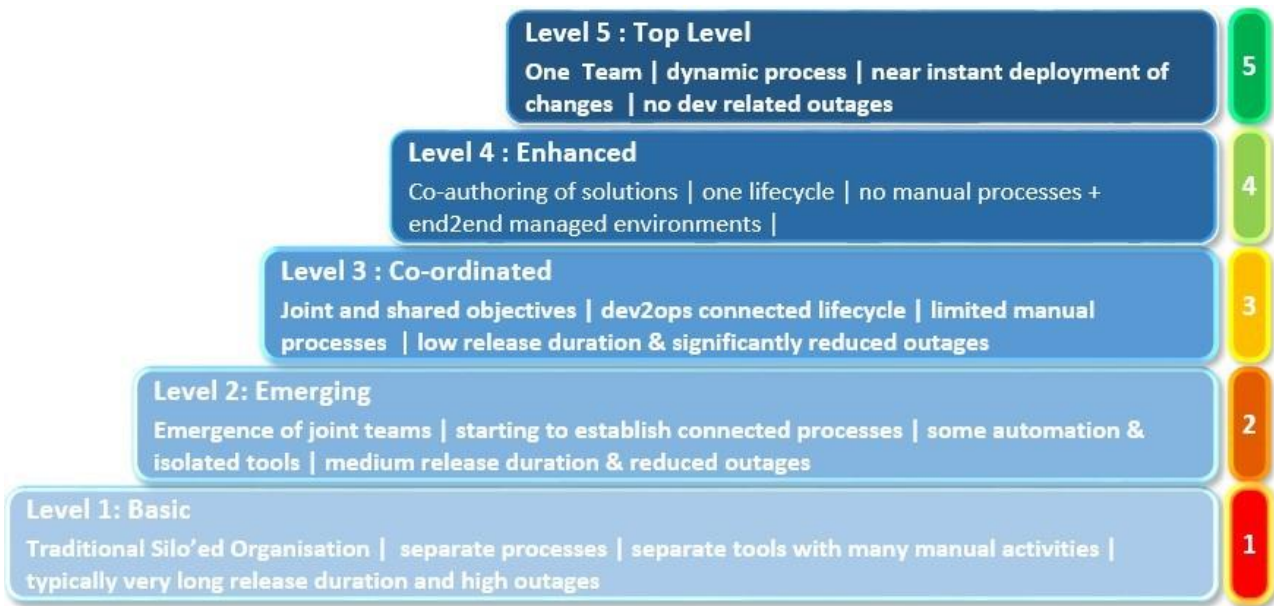 Level 5 : Top Level
One Team | dynamic process | near instant deployment of
changes | no dev related outages
5
Level 4 : Enhanced
Co-authoring of solutions | one lifecycle | no manual processes +
end2end managed environments |
4
Level 3 : Co-ordinated
Joint and shared objectives | dev2ops connected lifecycle | limited manual
processes | low release duration & significantly reduced outages
3
Level 2: Emerging
Emergence of joint teams | starting to establish connected processes | some automation &
isolated tools | medium release duration & reduced outages
2
Level 1: Basic
Traditional Silo’ed Organisation | separate processes | separate tools with many manual activities |
typically very long release duration and high outages
1